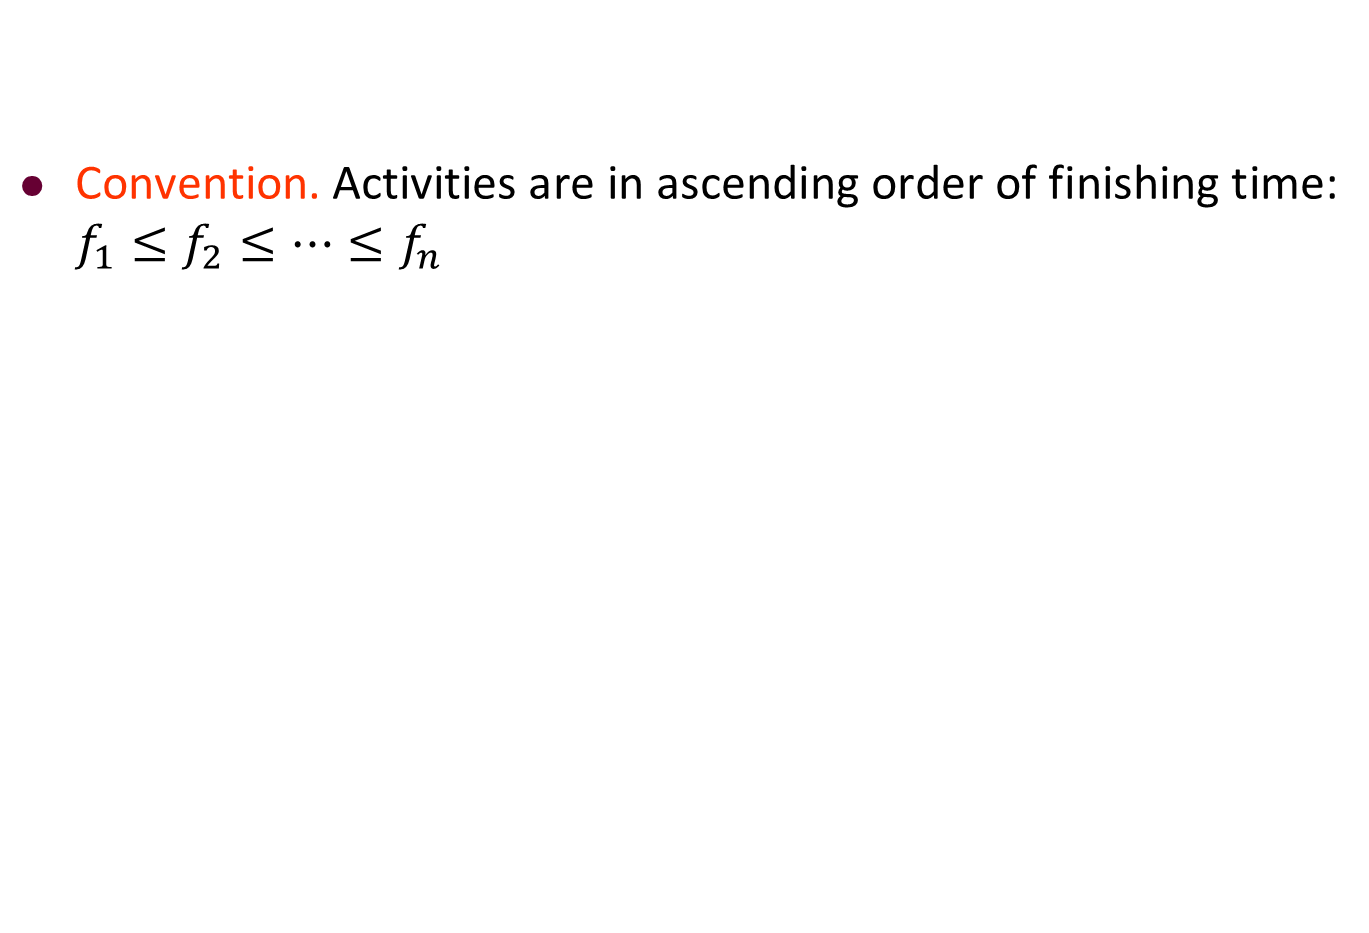 • Convention. Activities are in ascending order of finishing time:
𝑓₁ ≤ 𝑓₂ ≤ ⋯ ≤ 𝑓ₙ